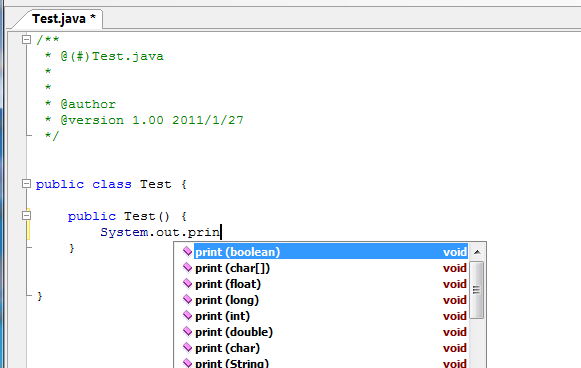 Test.java *
/**
 * @(#)Test.java
 *
 *
 * @author
 * @version 1.00 2011/1/27
 */
public class Test {
public Test() {
System.out.prin
}
print (boolean) void
print (char[]) void
print (float) void
print (long) void
print (int) void
print (double) void
print (char) void
print (String) void
}